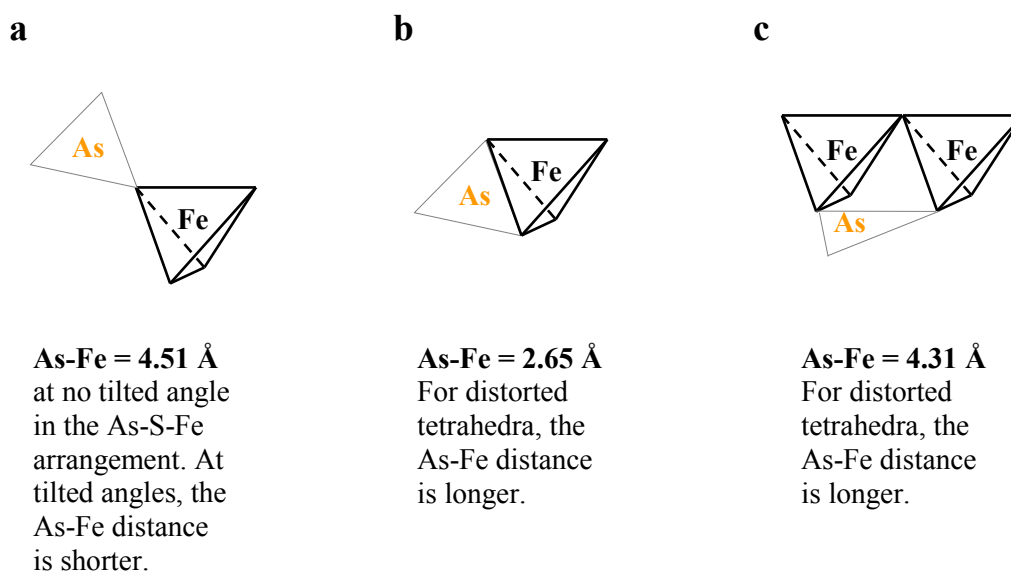 a
As
Fe
As-Fe = 4.51 Å
at no tilted angle
in the As-S-Fe
arrangement. At
tilted angles, the
As-Fe distance
is shorter.
b
As
Fe
As-Fe = 2.65 Å
For distorted
tetrahedra, the
As-Fe distance
is longer.
c
Fe
Fe
As
As-Fe = 4.31 Å
For distorted
tetrahedra, the
As-Fe distance
is longer.